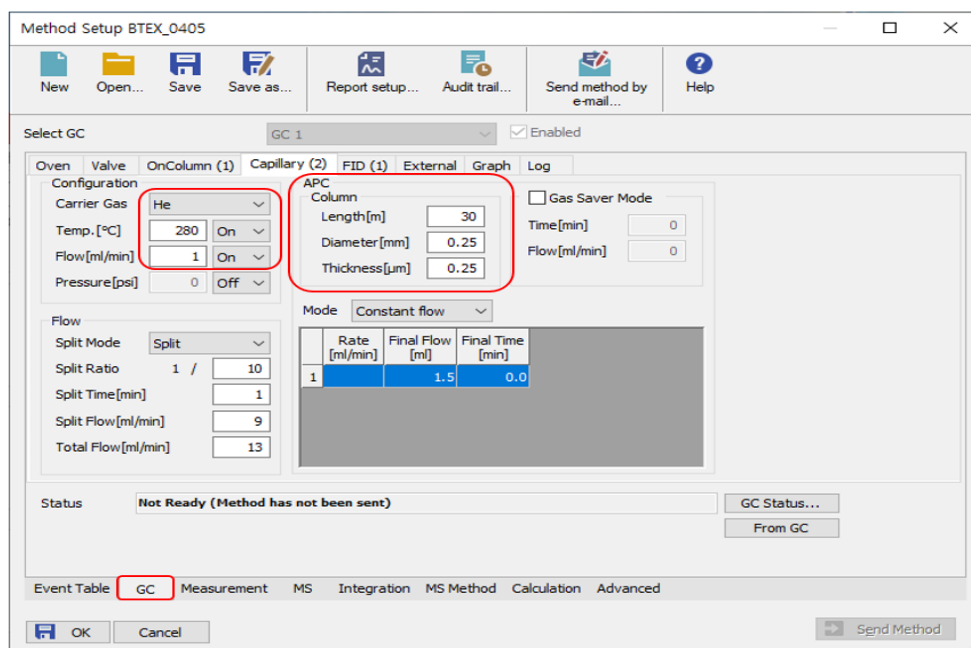 Method Setup BTEX_0405
New Open... Save Save as... Report setup... Audit trail... Send method by e-mail... Help
Select GC GC 1 Enabled
Oven Valve OnColumn (1) Capillary (2) FID (1) External Graph Log
Configuration
Carrier Gas He
Temp.[°C] 280 On
Flow[ml/min] 1 On
Pressure[psi] 0 Off
APC
Column
Length[m] 30
Diameter[mm] 0.25
Thickness[μm] 0.25
Gas Saver Mode
Time[min] 0
Flow[ml/min] 0
Flow
Split Mode Split
Split Ratio 1 / 10
Split Time[min] 1
Split Flow[ml/min] 9
Total Flow[ml/min] 13
Mode Constant flow
Rate [ml/min] Final Flow [ml] Final Time [min]
1 1.5 0.0
Status Not Ready (Method has not been sent) GC Status...
From GC
Event Table GC Measurement MS Integration MS Method Calculation Advanced
OK Cancel Send Method